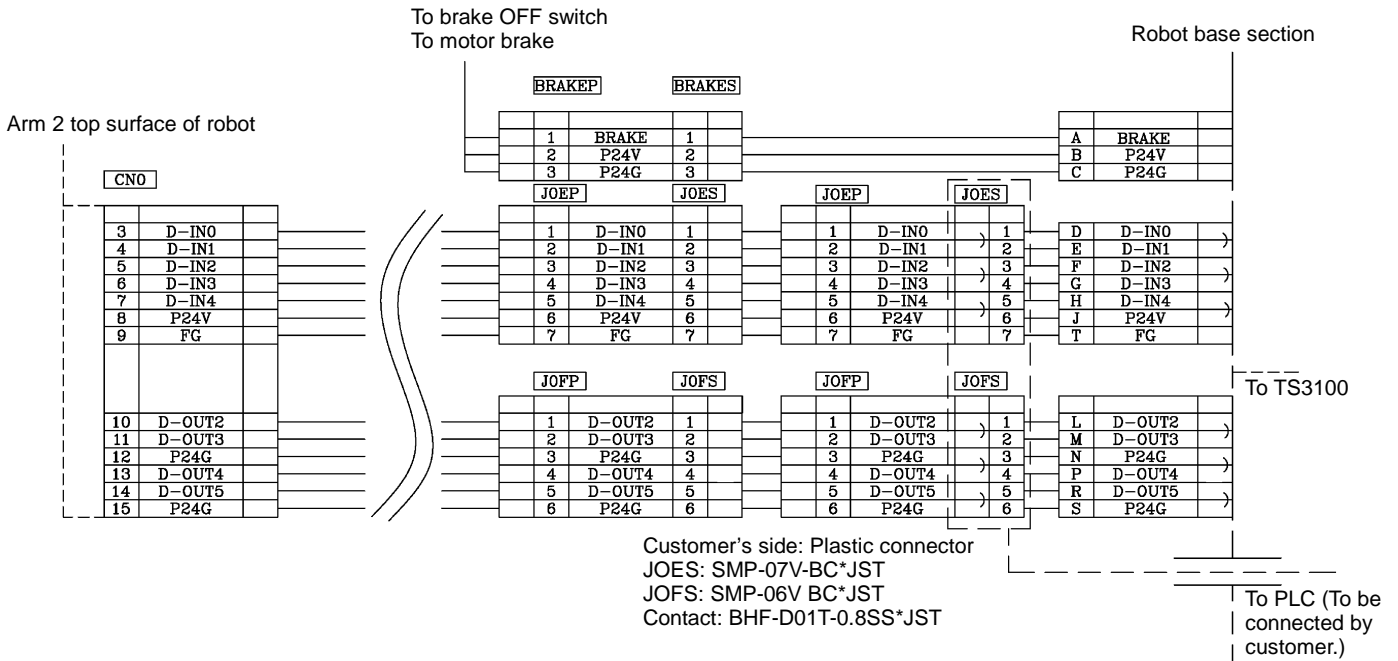 To brake OFF switch
To motor brake
Robot base section
BRAKEP BRAKES
Arm 2 top surface of robot
1 BRAKE 1 A BRAKE
2 P24V 2 B P24V
3 P24G 3 C P24G
CN0
JOEP JOES JOEP JOES
3 D-IN0 1 D-IN0 1 1 D-IN0 1 D D-IN0
4 D-IN1 2 D-IN1 2 2 D-IN1 2 E D-IN1
5 D-IN2 3 D-IN2 3 3 D-IN2 3 F D-IN2
6 D-IN3 4 D-IN3 4 4 D-IN3 4 G D-IN3
7 D-IN4 5 D-IN4 5 5 D-IN4 5 H D-IN4
8 P24V 6 P24V 6 6 P24V 6 J P24V
9 FG 7 FG 7 7 FG 7 T FG
JOFP JOFS JOFP JOFS
To TS3100
10 D-OUT2 1 D-OUT2 1 1 D-OUT2 1 L D-OUT2
11 D-OUT3 2 D-OUT3 2 2 D-OUT3 2 M D-OUT3
12 P24G 3 P24G 3 3 P24G 3 N P24G
13 D-OUT4 4 D-OUT4 4 4 D-OUT4 4 P D-OUT4
14 D-OUT5 5 D-OUT5 5 5 D-OUT5 5 R D-OUT5
15 P24G 6 P24G 6 6 P24G 6 S P24G
Customer's side: Plastic connector
JOES: SMP-07V-BC*JST
JOFS: SMP-06V BC*JST
Contact: BHF-D01T-0.8SS*JST
To PLC (To be
connected by
customer.)